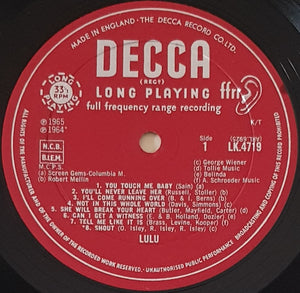 MADE IN ENGLAND · THE DECCA RECORD CO. LTD.
DECCA
(REGD)
LONG PLAYING
ffrr
full frequency range recording
LONG 33⅓ RPM PLAYING
K/T
℗1965
℗1964*
Side
1
LK.4719
N.C.B.
B.I.E.M.
M.C.P.S.
(a) Screen Gems-Columbia M.
(b) Robert Mellin
(c) George Wiener
(d) Tollie Music
(e) Belinda
(f) A. Schroeder Music
1. YOU TOUCH ME BABY (Sain) (a)
2. YOU'LL NEVER LEAVE HER (Russell, Stoller) (b)
3. I'LL COME RUNNING OVER (B. I. Berns) (b)
4. NOT IN THIS WHOLE WORLD (Davis, Simmons) (c)
5. SHE WILL BREAK YOUR HEART (Butler, Mayfield, Carter) (d)
6. CAN I GET A WITNESS (E. & B. Holland, Dozier) (e)
7. TELL ME LIKE IT IS (Brass, Levine, Kooper) (f)
*8. SHOUT (O. Isley, R. Isley, R. Isley)
LULU
ALL RIGHTS OF THE MANUFACTURER AND OF THE OWNER OF THE RECORDED WORK RESERVED. UNAUTHORISED PUBLIC PERFORMANCE BROADCASTING AND COPYING OF THIS RECORD PROHIBITED